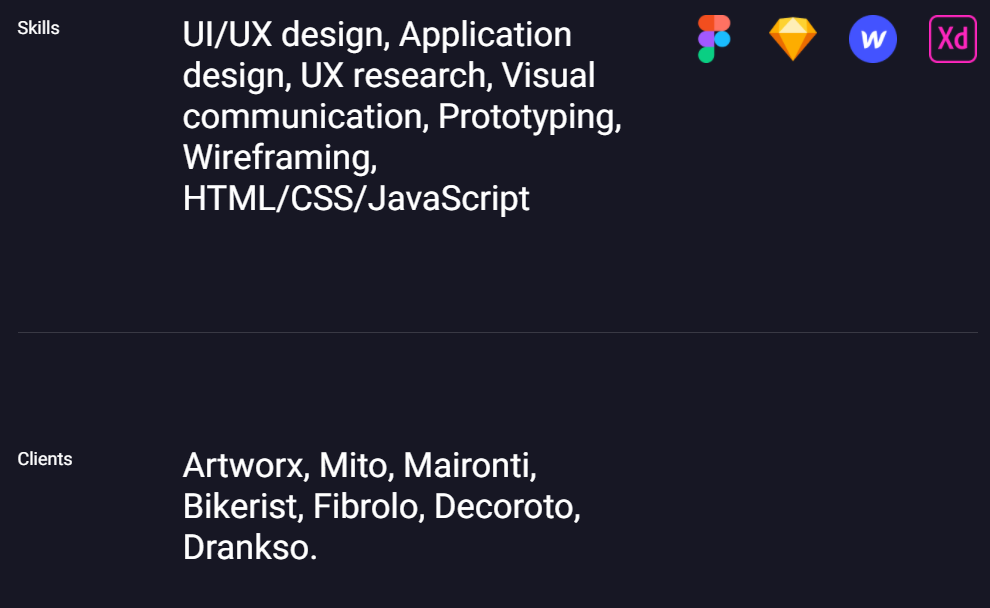 Skills
UI/UX design, Application
design, UX research, Visual
communication, Prototyping,
Wireframing,
HTML/CSS/JavaScript
W
Xd
Clients
Artworx, Mito, Maironti,
Bikerist, Fibrolo, Decoroto,
Drankso.